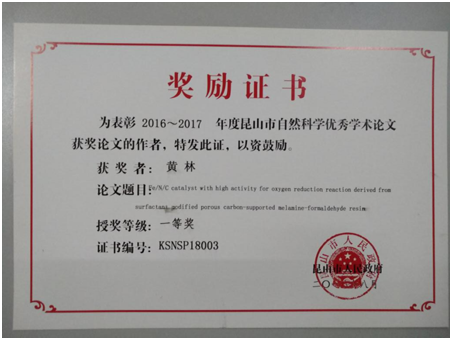 奖励证书
为表彰 2016～2017 年度昆山市自然科学优秀学术论文
获奖论文的作者，特发此证，以资鼓励。
获奖者：黄林
论文题目：Fe/N/C catalyst with high activity for oxygen reduction reaction derived from
surfactant modified porous carbon-supported melamine-formaldehyde resin
授奖等级：一等奖
证书编号：KSNSP18003
昆山市人民政府
二〇 八月